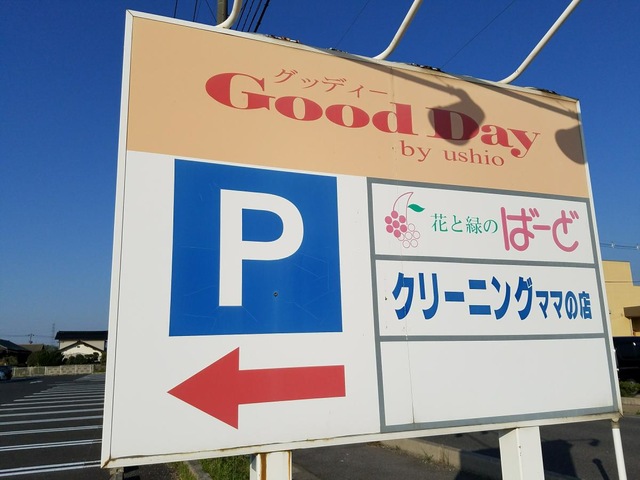 グッディー
Good Day
by ushio
P
花と緑の ばーど
クリーニング ママの店